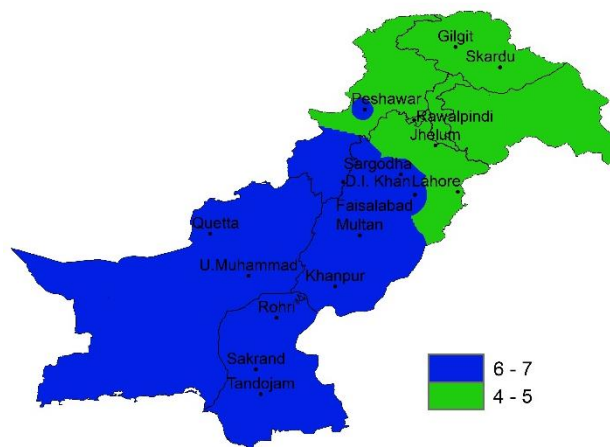 Gilgit
Skardu
Peshawar
Rawalpindi
Jhelum
Sargodha
D.I. Khan
Lahore
Faisalabad
Quetta
Multan
U.Muhammad
Khanpur
Rohri
Sakrand
Tandojam
6 - 7
4 - 5